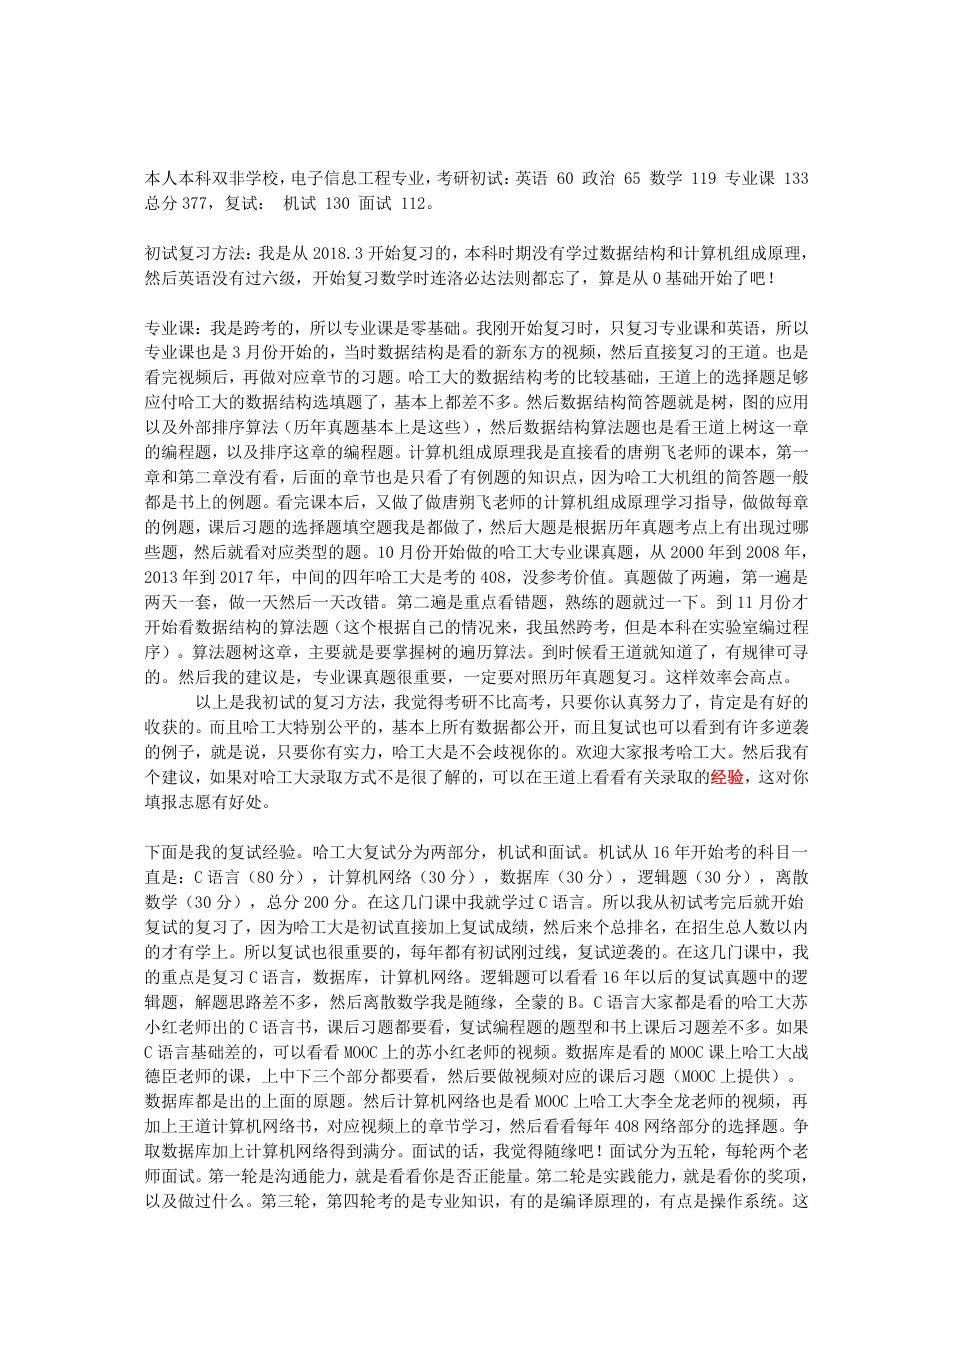 本人本科双非学校，电子信息工程专业，考研初试：英语 60 政治 65 数学 119 专业课 133
总分377，复试： 机试 130 面试 112。
初试复习方法：我是从 2018.3 开始复习的，本科时期没有学过数据结构和计算机组成原理，
然后英语没有过六级，开始复习数学时连洛必达法则都忘了，算是从 0 基础开始了吧！
专业课：我是跨考的，所以专业课是零基础。我刚开始复习时，只复习专业课和英语，所以
专业课也是 3 月份开始的，当时数据结构是看的新东方的视频，然后直接复习的王道。也是
看完视频后，再做对应章节的习题。哈工大的数据结构考的比较基础，王道上的选择题足够
应付哈工大的数据结构选填题了，基本上都差不多。然后数据结构简答题就是树，图的应用
以及外部排序算法（历年真题基本上是这些），然后数据结构算法题也是看王道上树这一章
的编程题，以及排序这章的编程题。计算机组成原理我是直接看的唐朔飞老师的课本，第一
章和第二章没有看，后面的章节也是只看了有例题的知识点，因为哈工大机组的简答题一般
都是书上的例题。看完课本后，又做了做唐朔飞老师的计算机组成原理学习指导，做做每章
的例题，课后习题的选择题填空题我是都做了，然后大题是根据历年真题考点上有出现过哪
些题，然后就看对应类型的题。10 月份开始做的哈工大专业课真题，从 2000 年到 2008 年，
2013 年到 2017 年，中间的四年哈工大是考的 408，没参考价值。真题做了两遍，第一遍是
两天一套，做一天然后一天改错。第二遍是重点看错题，熟练的题就过一下。到 11 月份才
开始看数据结构的算法题（这个根据自己的情况来，我虽然跨考，但是本科在实验室编过程
序）。算法题树这章，主要就是要掌握树的遍历算法。到时候看王道就知道了，有规律可寻
的。然后我的建议是，专业课真题很重要，一定要对照历年真题复习。这样效率会高点。
以上是我初试的复习方法，我觉得考研不比高考，只要你认真努力了，肯定是有好的
收获的。而且哈工大特别公平的，基本上所有数据都公开，而且复试也可以看到有许多逆袭
的例子，就是说，只要你有实力，哈工大是不会歧视你的。欢迎大家报考哈工大。然后我有
个建议，如果对哈工大录取方式不是很了解的，可以在王道上看看有关录取的经验，这对你
填报志愿有好处。
下面是我的复试经验。哈工大复试分为两部分，机试和面试。机试从 16 年开始考的科目一
直是：C 语言（80 分），计算机网络（30 分），数据库（30 分），逻辑题（30 分），离散
数学（30 分），总分 200 分。在这几门课中我就学过 C 语言。所以我从初试考完后就开始
复试的复习了，因为哈工大是初试直接加上复试成绩，然后来个总排名，在招生总人数以内
的才有学上。所以复试也很重要的，每年都有初试刚过线，复试逆袭的。在这几门课中，我
的重点是复习 C 语言，数据库，计算机网络。逻辑题可以看看 16 年以后的复试真题中的逻
辑题，解题思路差不多，然后离散数学我是随缘，全蒙的 B。C 语言大家都是看的哈工大苏
小红老师出的 C 语言书，课后习题都要看，复试编程题的题型和书上课后习题差不多。如果
C 语言基础差的，可以看看 MOOC 上的苏小红老师的视频。数据库是看的 MOOC 课上哈工大战
德臣老师的课，上中下三个部分都要看，然后要做视频对应的课后习题（MOOC 上提供）。
数据库都是出的上面的原题。然后计算机网络也是看 MOOC 上哈工大李全龙老师的视频，再
加上王道计算机网络书，对应视频上的章节学习，然后看看每年 408 网络部分的选择题。争
取数据库加上计算机网络得到满分。面试的话，我觉得随缘吧！面试分为五轮，每轮两个老
师面试。第一轮是沟通能力，就是看看你是否正能量。第二轮是实践能力，就是看你的奖项，
以及做过什么。第三轮，第四轮考的是专业知识，有的是编译原理的，有点是操作系统。这